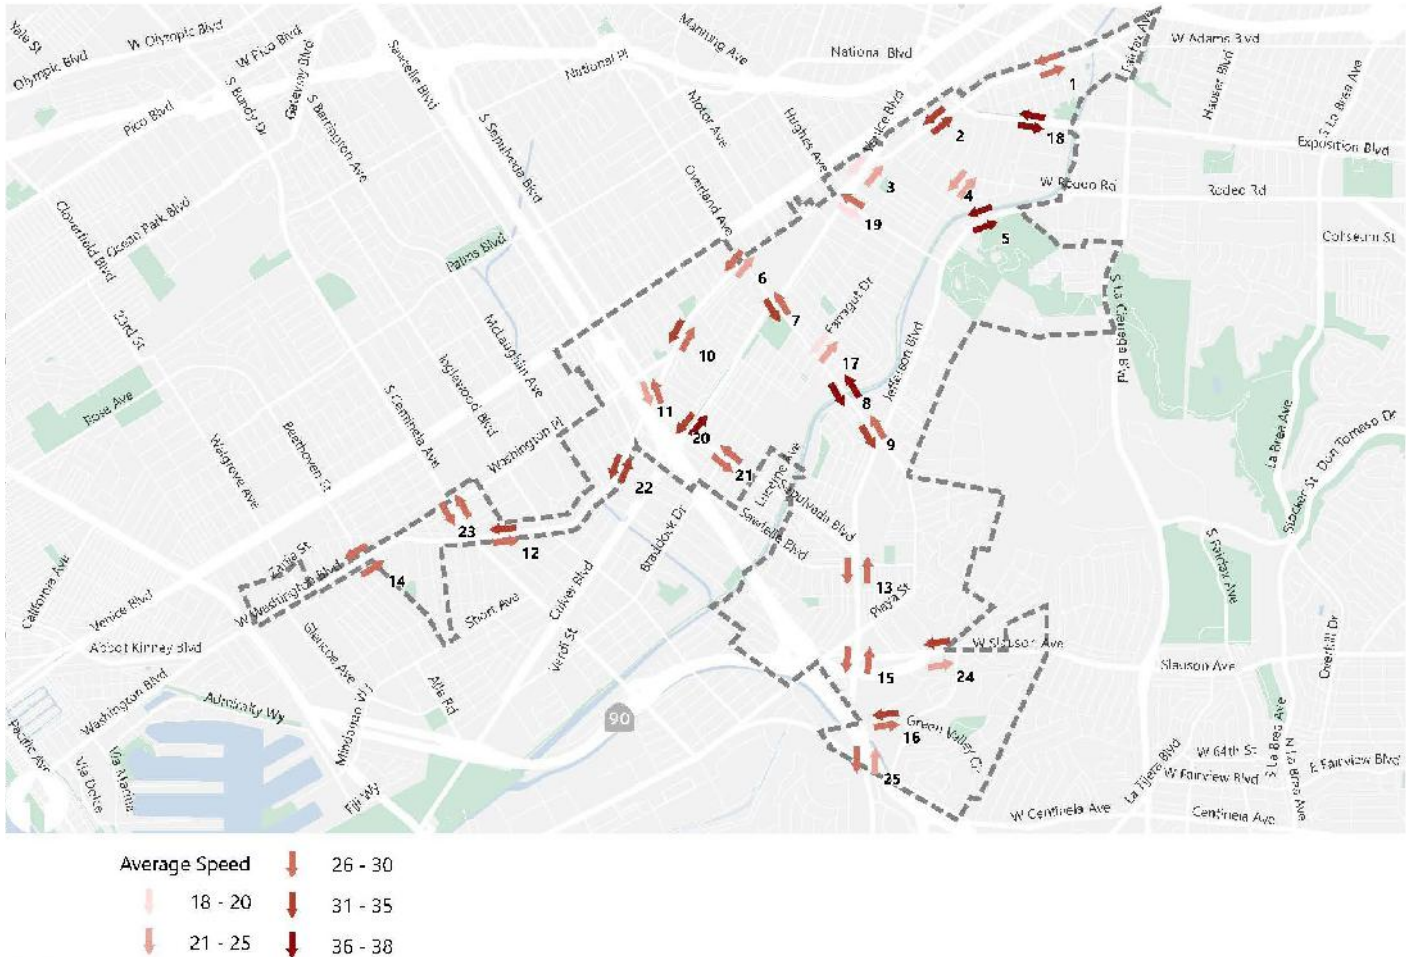 Yale St
Olympic Blvd
W Olympic Blvd
W Pico Blvd
Gateway Blvd
S Bundy Dr
S Barrington Ave
Pico Blvd
Sawtelle Blvd
S Sepulveda Blvd
National Pl
Manning Ave
National Blvd
Motor Ave
Hughes Ave
Venice Blvd
Fairfax Ave
W Adams Blvd
Hauser Blvd
S La Brea Ave
Exposition Blvd
1
2
18
3
4
W Rodeo Rd
Rodeo Rd
Overland Ave
Cloverfield Blvd
Ocean Park Blvd
Palms Blvd
19
5
Coliseum St
6
23rd St
McLaughlin Ave
Inglewood Blvd
7
Farragut Dr
S La Cienega Blvd
10
17
Jefferson Blvd
Rose Ave
S Centinela Ave
Washington Pl
11
8
La Brea Ave
Don Tomaso Dr
Walgrove Ave
Beethoven St
20
9
21
Lucerne Ave
Sepulveda Blvd
Stocker St
22
Braddock Dr
Sawtelle Blvd
23
12
Zanja St
14
S Fairfax Ave
California Ave
Venice Blvd
W Washington Blvd
Short Ave
Culver Blvd
13
Playa St
Abbot Kinney Blvd
Glencoe Ave
Verdi St
W Slauson Ave
Slauson Ave
Overhill Dr
15
24
Washington Blvd
Admiralty Wy
Alla Rd
90
Mindanao Wy
16
Green Valley Cir
Pacific Ave
Via Dolce
Via Marina
25
La Tijera Blvd
W 64th St
W Fairview Blvd
S La Brea Ave
N La Brea Ave
E Fairview Blvd
Fiji Wy
W Centinela Ave
Centinela Ave
Average Speed
26 - 30
18 - 20
31 - 35
21 - 25
36 - 38